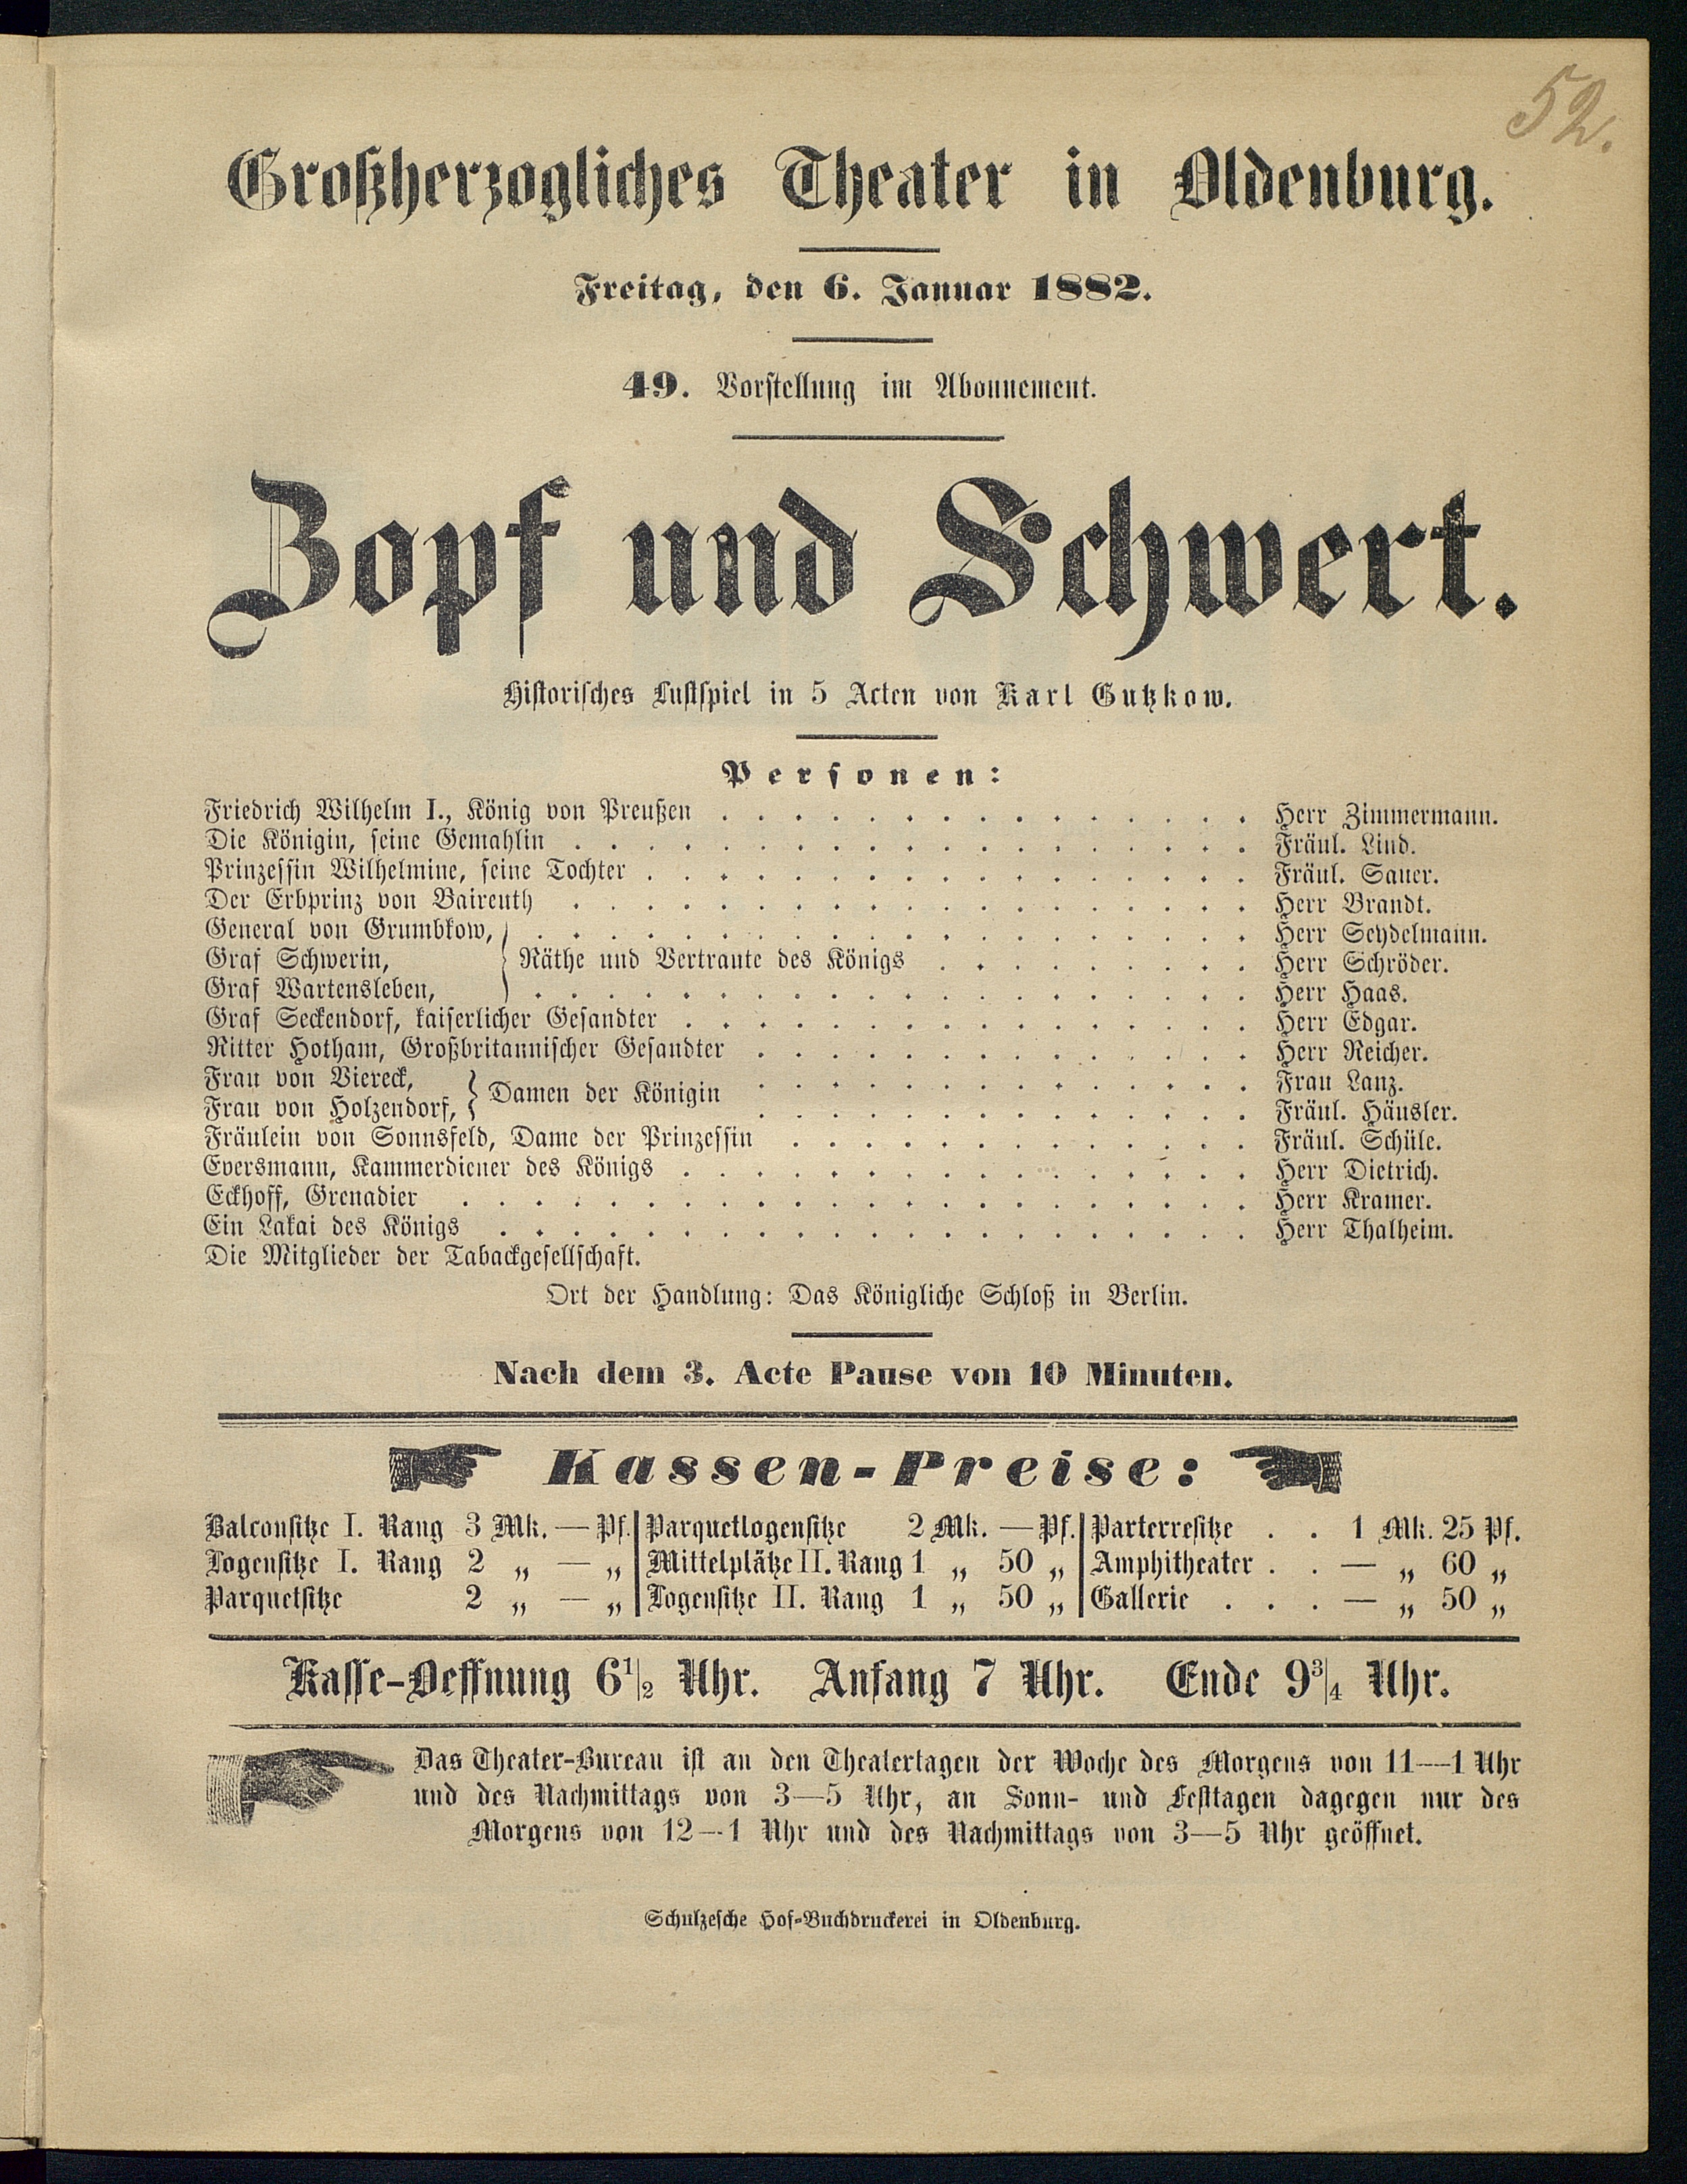 52.
Großherzogliches Theater in Oldenburg.
Freitag, den 6. Januar 1882.
49. Vorstellung im Abonnement.
Zopf und Schwert.
Historisches Lustspiel in 5 Acten von Karl Gutzkow.
Personen:
Friedrich Wilhelm I., König von Preußen . . . . . . . . . . . . . . . Herr Zimmermann.
Die Königin, seine Gemahlin . . . . . . . . . . . . . . . . . . . Fräul. Lind.
Prinzessin Wilhelmine, seine Tochter . . . . . . . . . . . . . . . . . Fräul. Sauer.
Der Erbprinz von Baireuth . . . . . . . . . . . . . . . . . . . Herr Brandt.
General von Grumbkow, . . . . . . . . . . . . . . . . . . . . Herr Seydelmann.
Graf Schwerin, } Räthe und Vertraute des Königs . . . . . . . . . Herr Schröder.
Graf Wartensleben, . . . . . . . . . . . . . . . . . . . . Herr Haas.
Graf Seckendorf, kaiserlicher Gesandter . . . . . . . . . . . . . . . . Herr Edgar.
Ritter Hotham, Großbritannischer Gesandter . . . . . . . . . . . . . . Herr Reicher.
Frau von Viereck, } Damen der Königin . . . . . . . . . . . . . . Frau Lanz.
Frau von Holzendorf, . . . . . . . . . . . . . . Fräul. Häusler.
Fräulein von Sonnsfeld, Dame der Prinzessin . . . . . . . . . . . . . Fräul. Schüle.
Eversmann, Kammerdiener des Königs . . . . . . . . . . . . . . . . Herr Dietrich.
Eckhoff, Grenadier . . . . . . . . . . . . . . . . . . . . . . Herr Kramer.
Ein Lakai des Königs . . . . . . . . . . . . . . . . . . . . . Herr Thalheim.
Die Mitglieder der Tabackgesellschaft.
Ort der Handlung: Das Königliche Schloß in Berlin.
Nach dem 3. Acte Pause von 10 Minuten.
Kassen-Preise:
Balconsitze I. Rang 3 Mk. — Pf. Parquetlogensitze 2 Mk. — Pf. Parterresitze . . 1 Mk. 25 Pf.
Logensitze I. Rang 2 „ — „ Mittelplätze II. Rang 1 „ 50 „ Amphitheater . . — „ 60 „
Parquetsitze 2 „ — „ Logensitze II. Rang 1 „ 50 „ Gallerie . . . — „ 50 „
Kasse-Oeffnung 6½ Uhr. Anfang 7 Uhr. Ende 9¾ Uhr.
Das Theater-Bureau ist an den Theatertagen der Woche des Morgens von 11—1 Uhr
und des Nachmittags von 3—5 Uhr, an Sonn- und Festtagen dagegen nur des
Morgens von 12—1 Uhr und des Nachmittags von 3—5 Uhr geöffnet.
Schulzesche Hof-Buchdruckerei in Oldenburg.